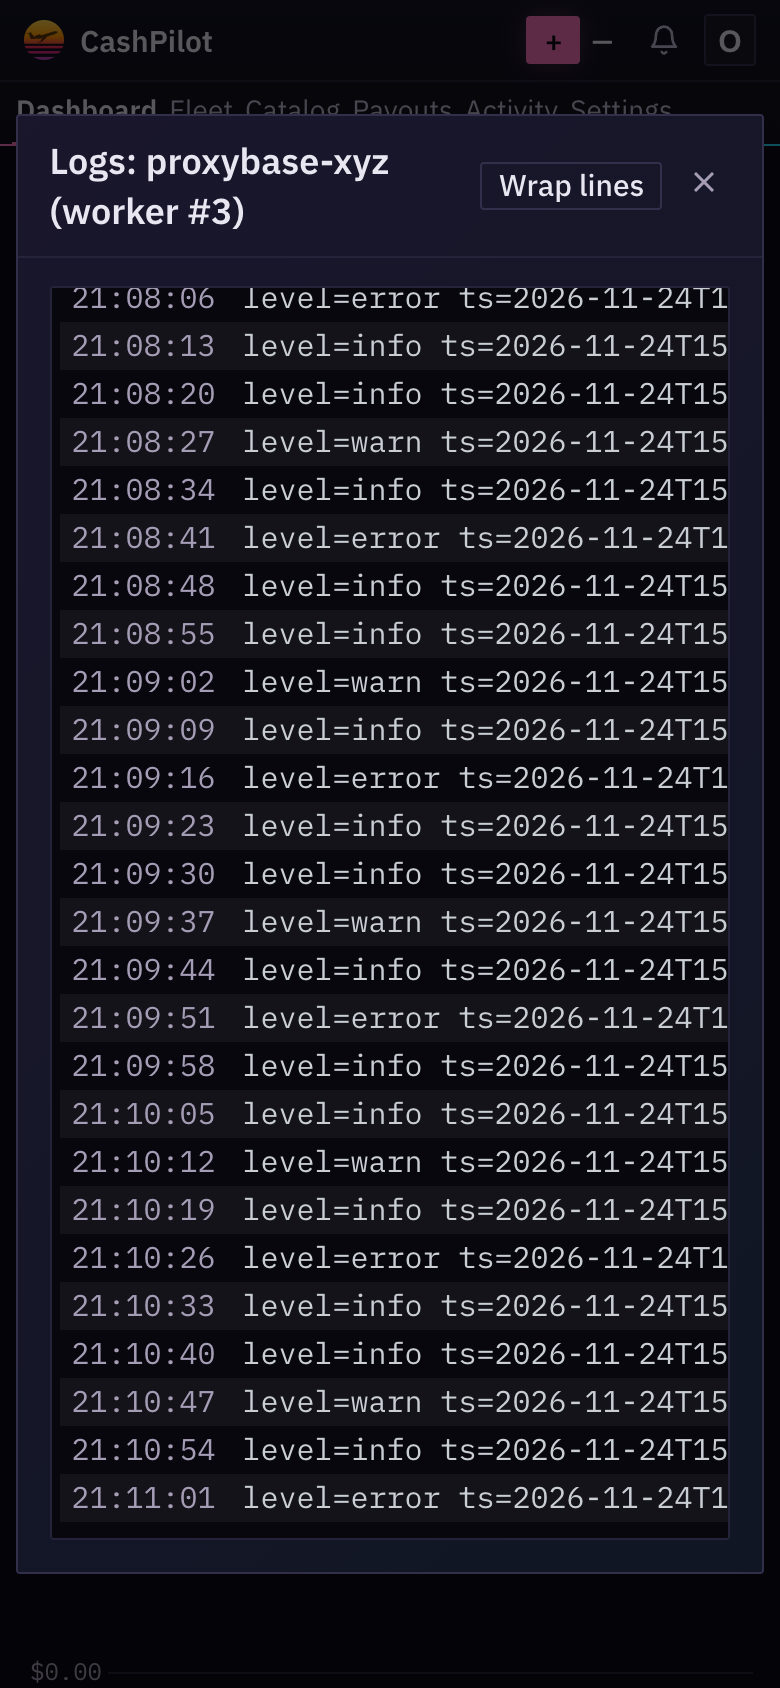 CashPilot
+
O
Dashboard Fleet Catalog Payouts Activity Settings
Logs: proxybase-xyz
(worker #3)
Wrap lines
21:08:06 level=error ts=2026-11-24T1
21:08:13 level=info ts=2026-11-24T15
21:08:20 level=info ts=2026-11-24T15
21:08:27 level=warn ts=2026-11-24T15
21:08:34 level=info ts=2026-11-24T15
21:08:41 level=error ts=2026-11-24T1
21:08:48 level=info ts=2026-11-24T15
21:08:55 level=info ts=2026-11-24T15
21:09:02 level=warn ts=2026-11-24T15
21:09:09 level=info ts=2026-11-24T15
21:09:16 level=error ts=2026-11-24T1
21:09:23 level=info ts=2026-11-24T15
21:09:30 level=info ts=2026-11-24T15
21:09:37 level=warn ts=2026-11-24T15
21:09:44 level=info ts=2026-11-24T15
21:09:51 level=error ts=2026-11-24T1
21:09:58 level=info ts=2026-11-24T15
21:10:05 level=info ts=2026-11-24T15
21:10:12 level=warn ts=2026-11-24T15
21:10:19 level=info ts=2026-11-24T15
21:10:26 level=error ts=2026-11-24T1
21:10:33 level=info ts=2026-11-24T15
21:10:40 level=info ts=2026-11-24T15
21:10:47 level=warn ts=2026-11-24T15
21:10:54 level=info ts=2026-11-24T15
21:11:01 level=error ts=2026-11-24T1
$0.00